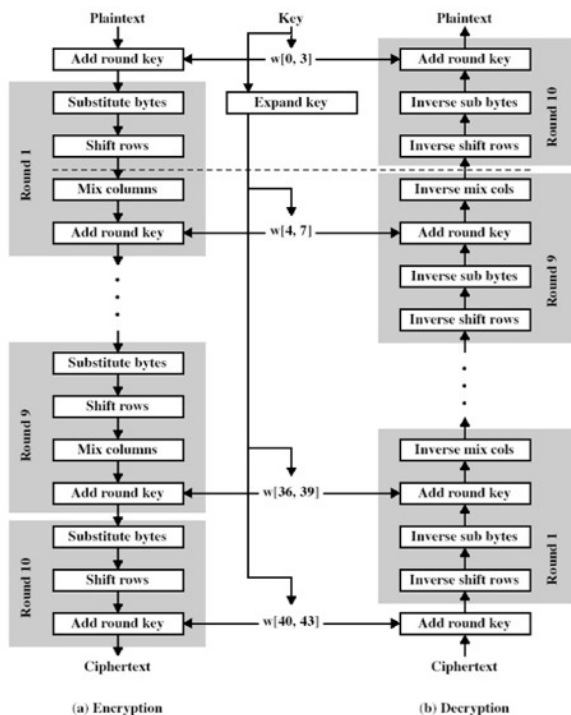 Plaintext
Add round key
Round 1
Substitute bytes
Shift rows
Mix columns
Add round key
Round 9
Substitute bytes
Shift rows
Mix columns
Add round key
Round 10
Substitute bytes
Shift rows
Add round key
Ciphertext
(a) Encryption
Key
w[0, 3]
Expand key
w[4, 7]
w[36, 39]
w[40, 43]
Plaintext
Add round key
Inverse sub bytes
Inverse shift rows
Round 10
Inverse mix cols
Add round key
Inverse sub bytes
Inverse shift rows
Round 9
Inverse mix cols
Add round key
Inverse sub bytes
Inverse shift rows
Round 1
Add round key
Ciphertext
(b) Decryption